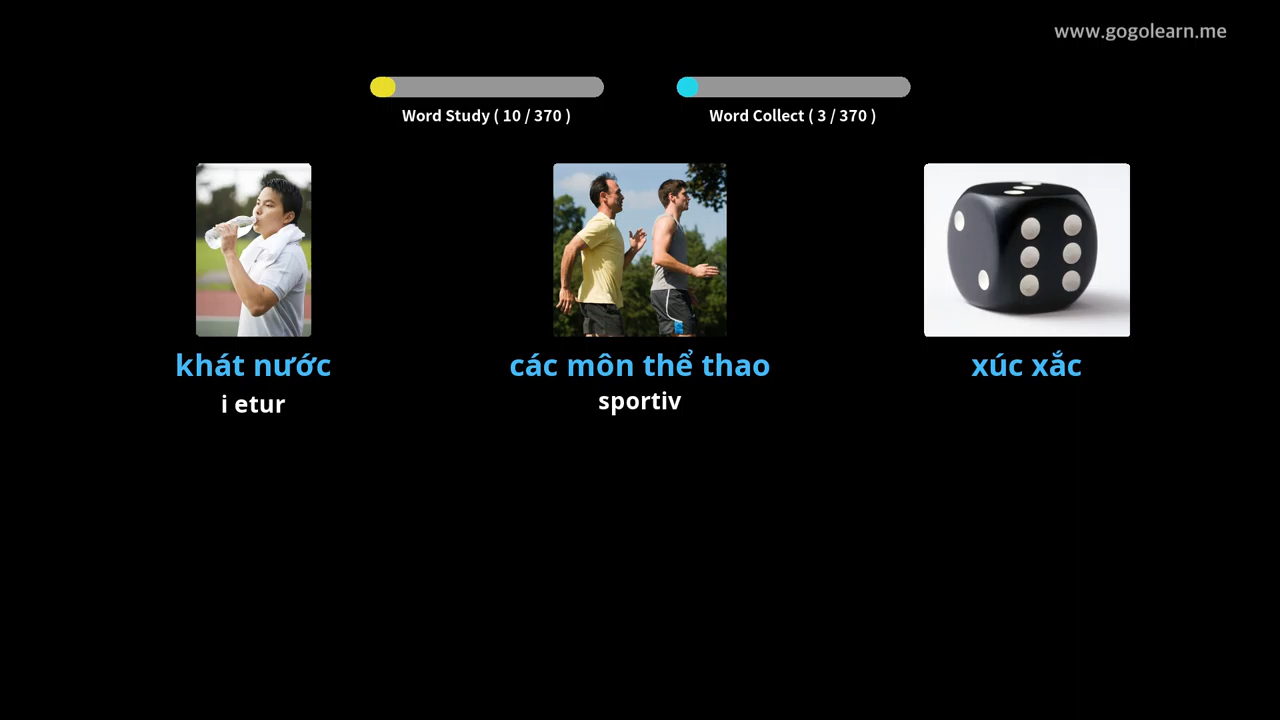 www.gogolearn.me
Word Study ( 10 / 370 )
Word Collect ( 3 / 370 )
khát nước
i etur
các môn thể thao
sportiv
xúc xắc